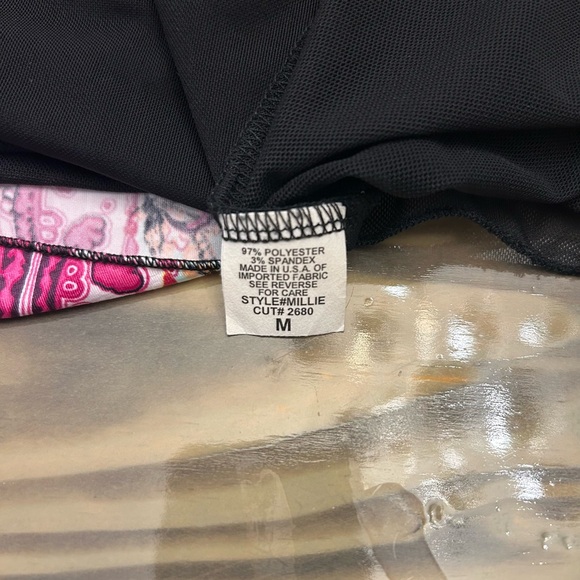 97% POLYESTER
3% SPANDEX
MADE IN U.S.A. OF
IMPORTED FABRIC
SEE REVERSE
FOR CARE
STYLE#MILLIE
CUT# 2680
M